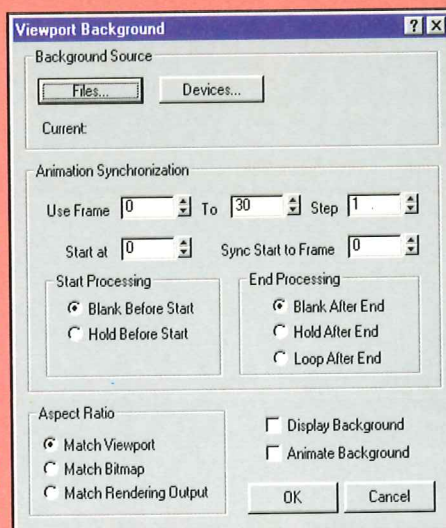 Viewport Background
Background Source
Files... Devices...
Current:
Animation Synchronization
Use Frame 0 To 30 Step 1
Start at 0 Sync Start to Frame 0
Start Processing
Blank Before Start
Hold Before Start
End Processing
Blank After End
Hold After End
Loop After End
Aspect Ratio
Match Viewport
Match Bitmap
Match Rendering Output
Display Background
Animate Background
OK Cancel